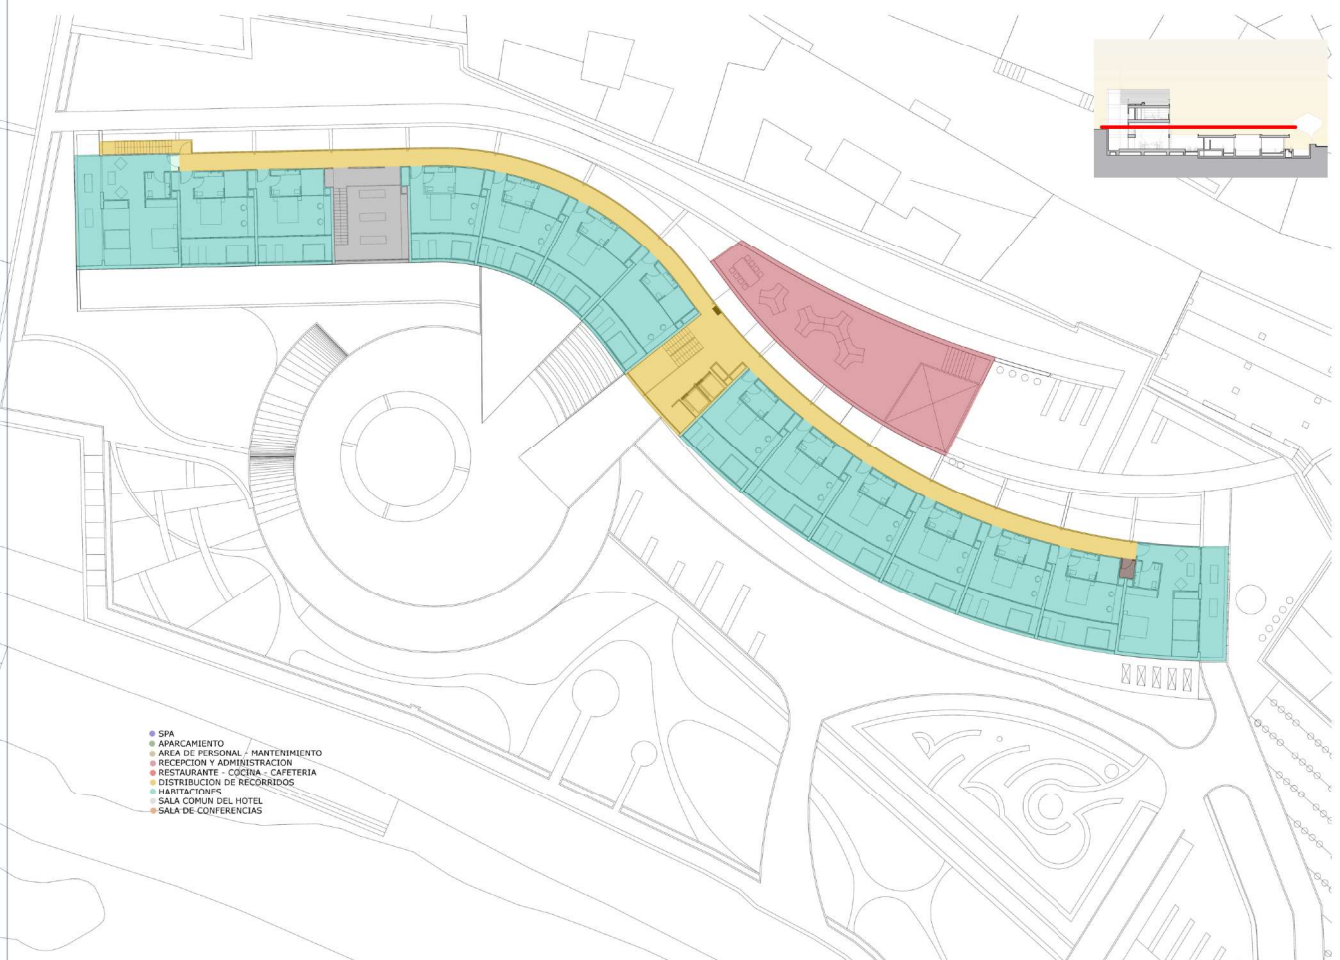 SPA
APARCAMIENTO
AREA DE PERSONAL - MANTENIMIENTO
RECEPCION Y ADMINISTRACION
RESTAURANTE - COCINA - CAFETERIA
DISTRIBUCION DE RECORRIDOS
HABITACIONES
SALA COMUN DEL HOTEL
SALA DE CONFERENCIAS